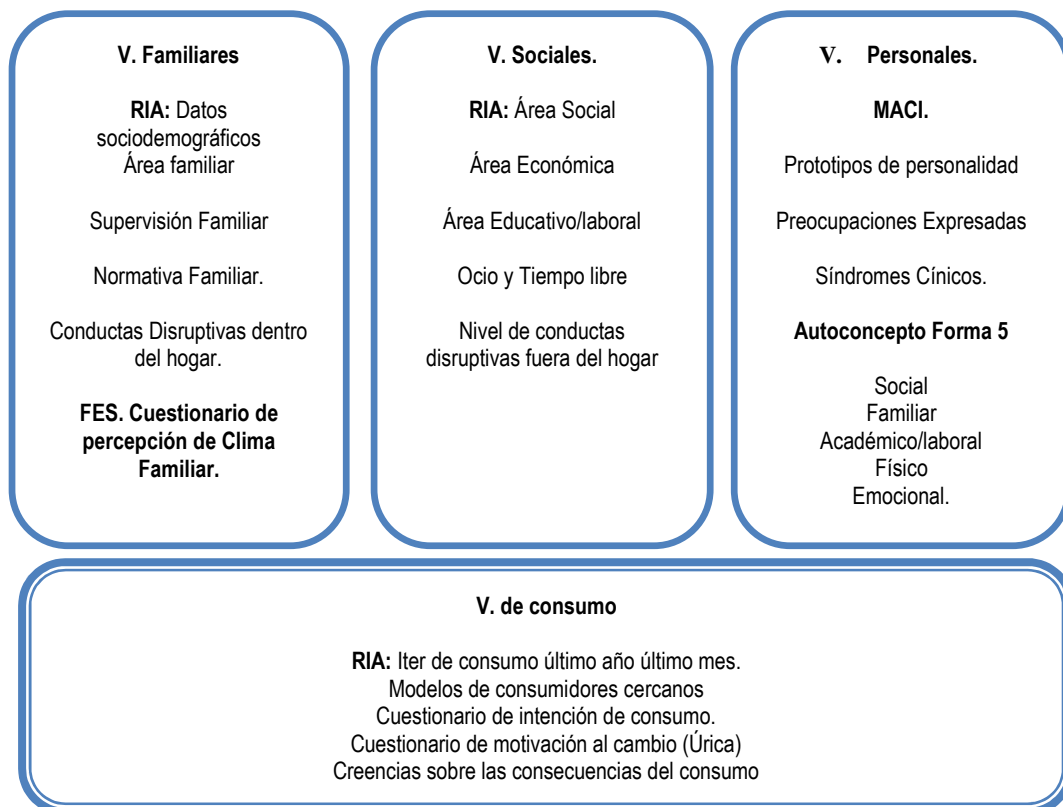 V. Familiares
RIA: Datos
sociodemográficos
Área familiar
Supervisión Familiar
Normativa Familiar.
Conductas Disruptivas dentro
del hogar.
FES. Cuestionario de
percepción de Clima
Familiar.
V. Sociales.
RIA: Área Social
Área Económica
Área Educativo/laboral
Ocio y Tiempo libre
Nivel de conductas
disruptivas fuera del hogar
V. Personales.
MACI.
Prototipos de personalidad
Preocupaciones Expresadas
Síndromes Cínicos.
Autoconcepto Forma 5
Social
Familiar
Académico/laboral
Físico
Emocional.
V. de consumo
RIA: Iter de consumo último año último mes.
Modelos de consumidores cercanos
Cuestionario de intención de consumo.
Cuestionario de motivación al cambio (Úrica)
Creencias sobre las consecuencias del consumo